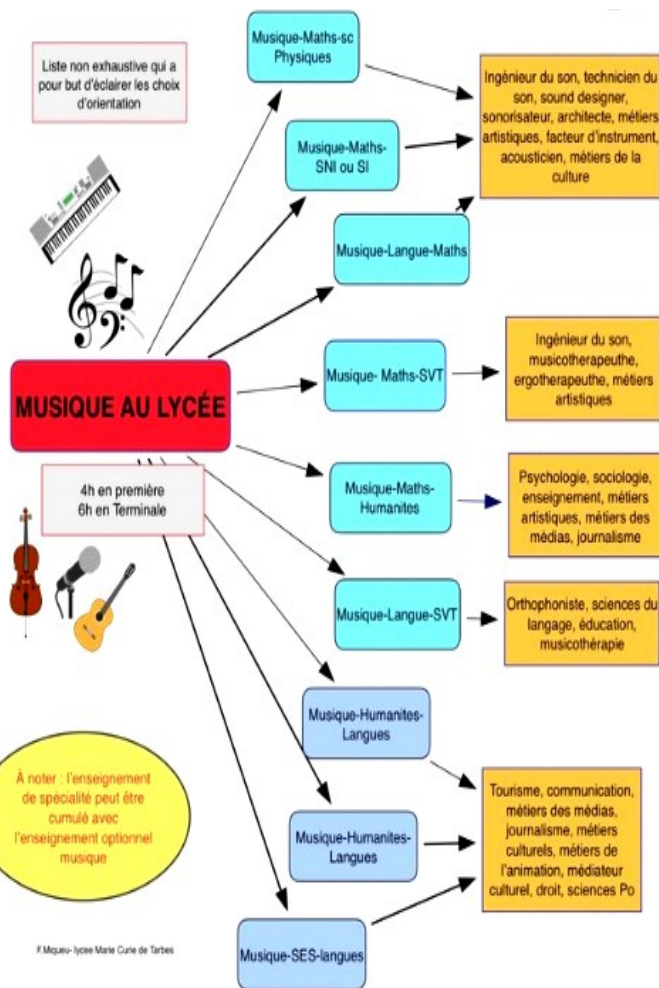 Liste non exhaustive qui a
pour but d'éclairer les choix
d'orientation
Musique-Maths-sc
Physiques
Ingénieur du son, technicien du
son, sound designer,
sonorisateur, architecte, métiers
artistiques, facteur d'instrument,
acousticien, métiers de la
culture
Musique-Maths-
SNI ou SI
Musique-Langue-Maths
MUSIQUE AU LYCÉE
Musique- Maths-SVT
Ingénieur du son,
musicotherapeuthe,
ergotherapeuthe, métiers
artistiques
4h en première
6h en Terminale
Musique-Maths-
Humanites
Psychologie, sociologie,
enseignement, métiers
artistiques, métiers des
médias, journalisme
Musique-Langue-SVT
Orthophoniste, sciences du
langage, éducation,
musicothérapie
Musique-Humanites-
Langues
À noter : l'enseignement
de spécialité peut être
cumulé avec
l'enseignement optionnel
musique
Musique-Humanites-
Langues
Tourisme, communication,
métiers des médias,
journalisme, métiers
culturels, métiers de
l'animation, médiateur
culturel, droit, sciences Po
Musique-SES-langues
F.Miqueu- lycee Marie Curie de Tarbes